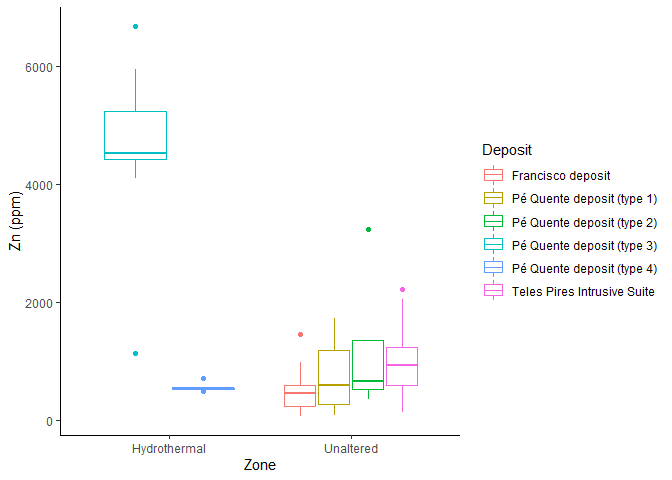 6000
4000
2000
0
Zn (ppm)
Hydrothermal
Unaltered
Zone
Deposit
Francisco deposit
Pé Quente deposit (type 1)
Pé Quente deposit (type 2)
Pé Quente deposit (type 3)
Pé Quente deposit (type 4)
Teles Pires Intrusive Suite